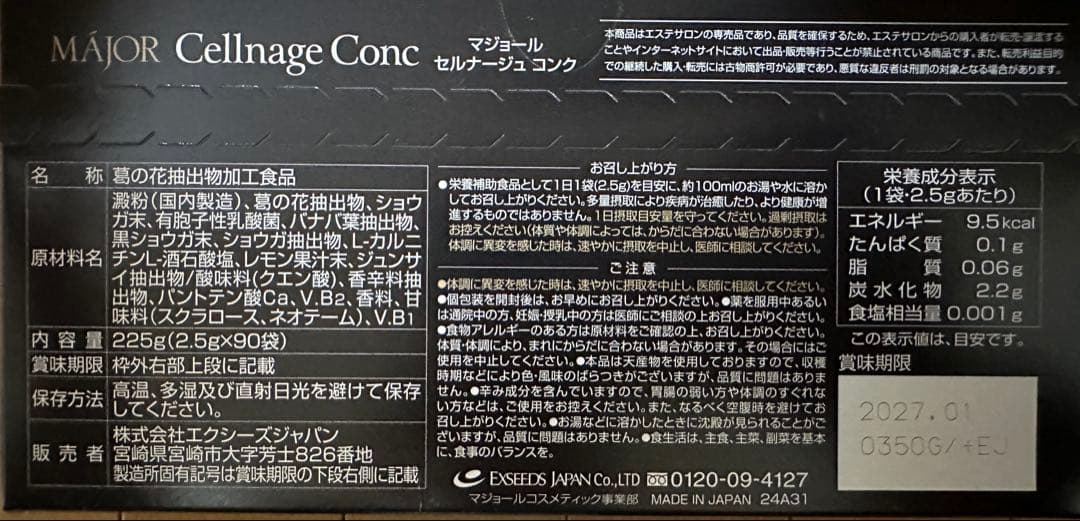 MÁJOR Cellnage Conc マジョール
セルナージュ コンク
本商品はエステサロンの専売品であり、品質を確保するため、エステサロンからの購入者が転売・譲渡する
ことやインターネットサイトにおいて出品・販売等行うことが禁止されている商品です。また、転売利益目的
での継続した購入・転売には古物商許可が必要であり、悪質な違反者は刑罰の対象となる場合があります。
名 称 葛の花抽出物加工食品
原材料名 澱粉(国内製造)、葛の花抽出物、ショウ
ガ末、有胞子性乳酸菌、バナバ葉抽出物、
黒ショウガ末、ショウガ抽出物、L-カルニ
チンL-酒石酸塩、レモン果汁末、ジュンサ
イ抽出物/酸味料(クエン酸)、香辛料抽
出物、パントテン酸Ca、V.B2、香料、甘
味料(スクラロース、ネオテーム)、V.B1
内 容 量 225g(2.5g×90袋)
賞味期限 枠外右部上段に記載
保存方法 高温、多湿及び直射日光を避けて保存
してください。
販 売 者 株式会社エクシーズジャパン
宮崎県宮崎市大字芳士826番地
製造所固有記号は賞味期限の下段右側に記載
お召し上がり方
●栄養補助食品として1日1袋(2.5g)を目安に、約100mlのお湯や水に溶か
してお召し上がりください。多量摂取により疾病が治癒したり、より健康が増
進するものではありません。1日摂取目安量を守ってください。過剰摂取は
お控えください(体質や体調によっては、からだに合わない場合があります)。
体調に異変を感じた時は、速やかに摂取を中止し、医師に相談してください。
ご注意
●体調に異変を感じた時は、速やかに摂取を中止し、医師に相談してください。
●個包装を開封後は、お早めにお召し上がりください。●薬を服用中あるい
は通院中の方、妊娠・授乳中の方は医師にご相談の上お召し上がりください。
●食物アレルギーのある方は原材料をご確認の上、お召し上がりください。
体質・体調により、まれにからだに合わない場合があります。その場合はご
使用を中止してください。●本品は天産物を使用しておりますので、収穫
時期などにより色・風味のばらつきがございますが、品質に問題はありま
せん。●辛み成分を含んでいますので、胃腸の弱い方や体調のすぐれな
い方などは、ご使用をお控えください。また、なるべく空腹時を避けてお
召し上がりください。●お湯などに溶かしたときに沈殿が見られることがご
ざいますが、品質に問題はありません。●食生活は、主食、主菜、副菜を基本
に、食事のバランスを。
EXSEEDS JAPAN Co.,LTD 0120-09-4127
マジョールコスメティック事業部 MADE IN JAPAN 24A31
栄養成分表示
(1袋・2.5gあたり)
エネルギー 9.5kcal
たんぱく質 0.1g
脂 質 0.06g
炭水化物 2.2g
食塩相当量 0.001g
この表示値は、目安です。
賞味期限
2027.01
0350G/+EJ